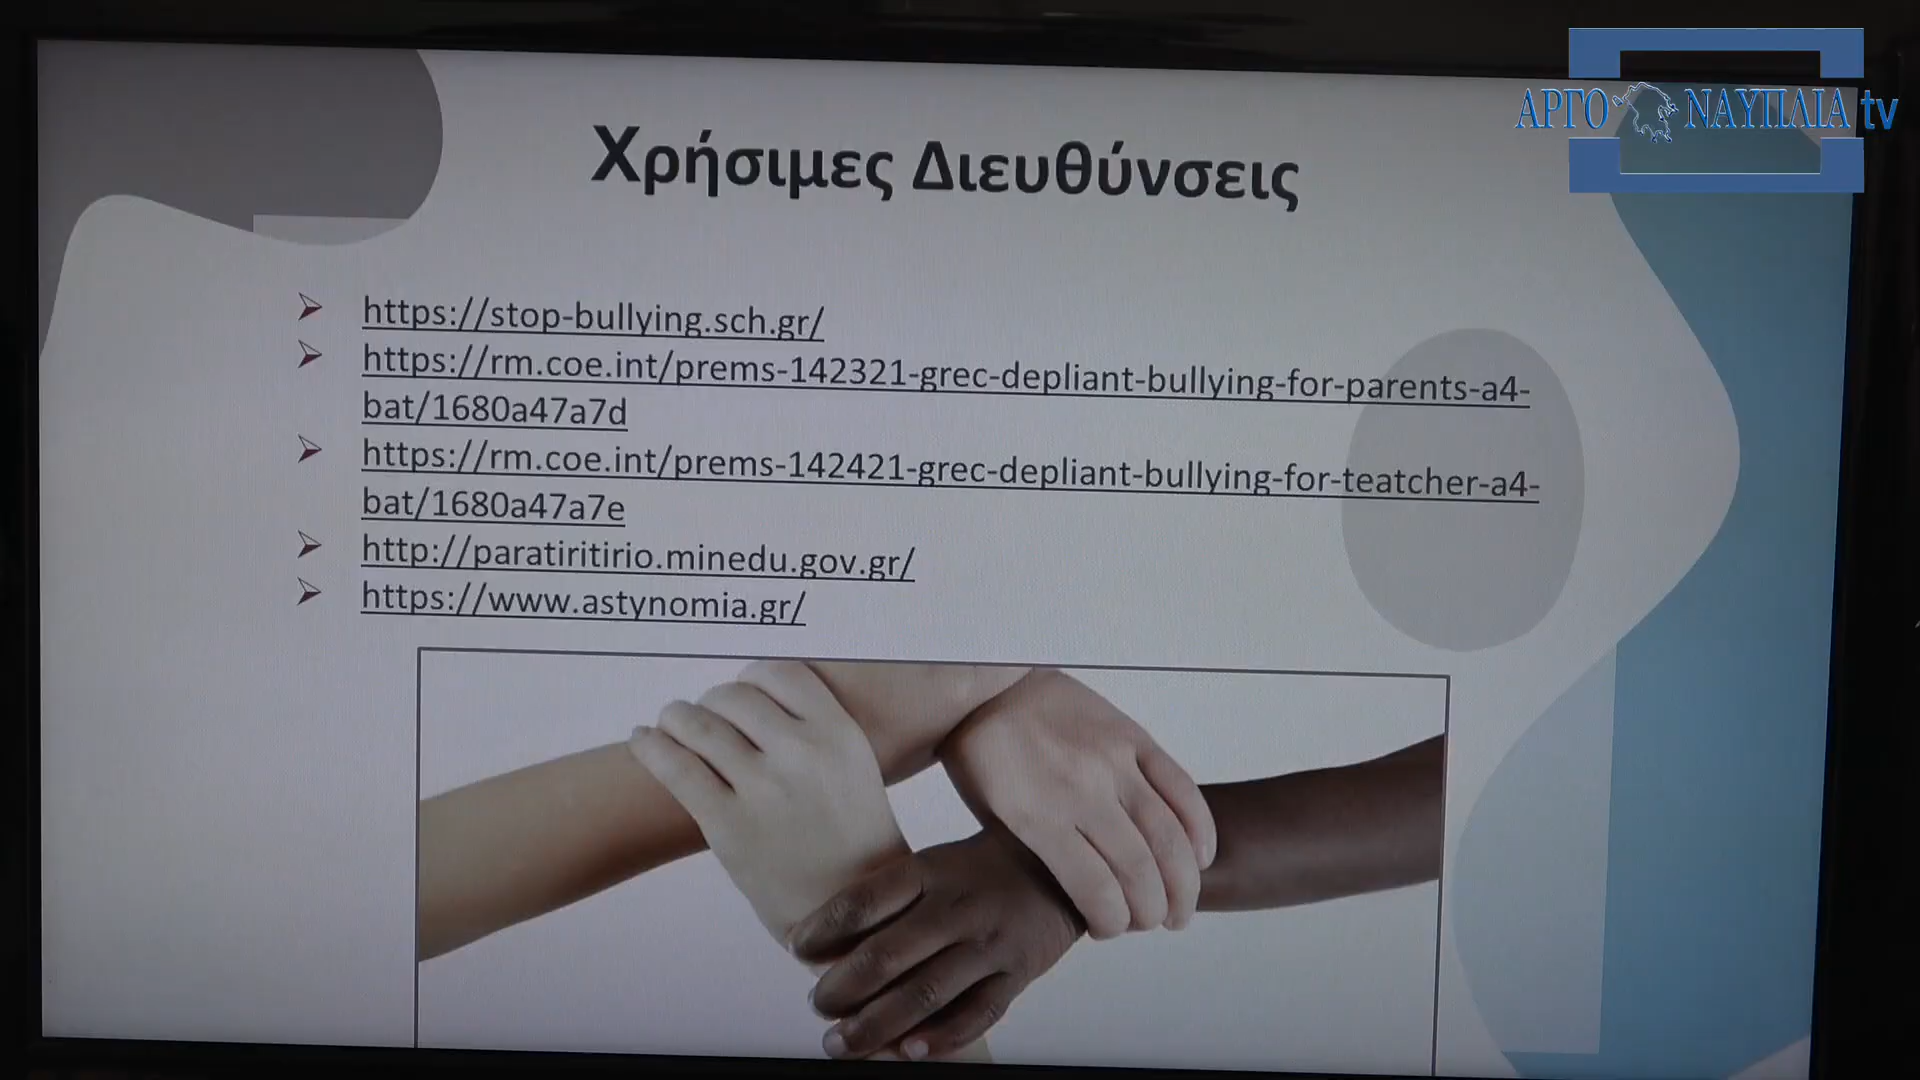 ΑΡΓΟ ΝΑΥΠΛΙΑ tv
Χρήσιμες Διευθύνσεις
https://stop-bullying.sch.gr/
https://rm.coe.int/prems-142321-grec-depliant-bullying-for-parents-a4-
bat/1680a47a7d
https://rm.coe.int/prems-142421-grec-depliant-bullying-for-teatcher-a4-
bat/1680a47a7e
http://paratiritirio.minedu.gov.gr/
https://www.astynomia.gr/